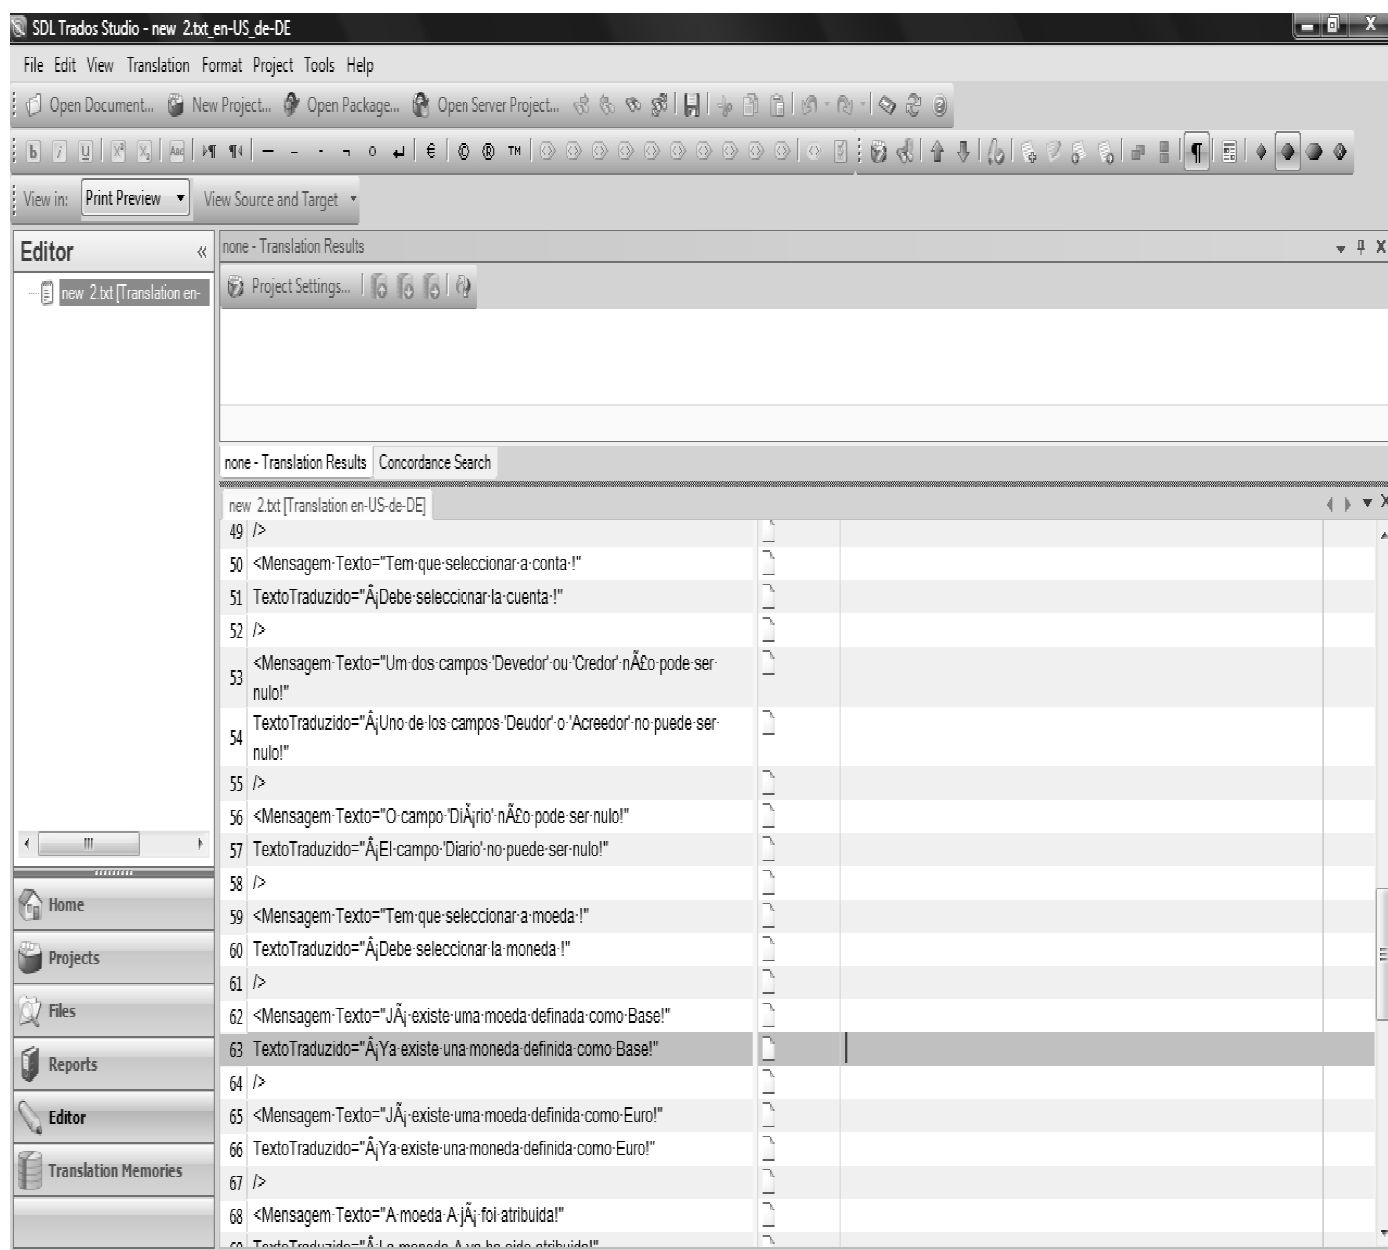 SDL Trados Studio - new  2.txt_en-US_de-DE
File Edit View Translation Format Project Tools Help
Open Document... New Project... Open Package... Open Server Project...
View in: Print Preview View Source and Target
Editor
new  2.txt [Translation en-
none - Translation Results
Project Settings...
none - Translation Results Concordance Search
new  2.txt [Translation en-US-de-DE]
49 />
50 <Mensagem·Texto="Tem·que·seleccionar·a·conta·!"
51 TextoTraduzido="Â¡Debe·seleccionar·la·cuenta·!"
52 />
53 <Mensagem·Texto="Um·dos·campos·'Devedor'·ou·'Credor'·nÃ£o·pode·ser·
nulo!"
54 TextoTraduzido="Â¡Uno·de·los·campos·'Deudor'·o·'Acreedor'·no·puede·ser·
nulo!"
55 />
56 <Mensagem·Texto="O·campo·'DiÃ¡rio'·nÃ£o·pode·ser·nulo!"
57 TextoTraduzido="Â¡El·campo·'Diario'·no·puede·ser·nulo!"
58 />
59 <Mensagem·Texto="Tem·que·seleccionar·a·moeda·!"
60 TextoTraduzido="Â¡Debe·seleccionar·la·moneda·!"
61 />
62 <Mensagem·Texto="JÃ¡·existe·uma·moeda·definada·como·Base!"
63 TextoTraduzido="Â¡Ya·existe·una·moneda·definida·como·Base!"
64 />
65 <Mensagem·Texto="JÃ¡·existe·uma·moeda·definida·como·Euro!"
66 TextoTraduzido="Â¡Ya·existe·una·moneda·definida·como·Euro!"
67 />
68 <Mensagem·Texto="A·moeda·A·jÃ¡·foi·atribuida!"
69 TextoTraduzido="Â¡La·moneda·A·ya·ha·sido·atribuida!"
Home
Projects
Files
Reports
Editor
Translation Memories